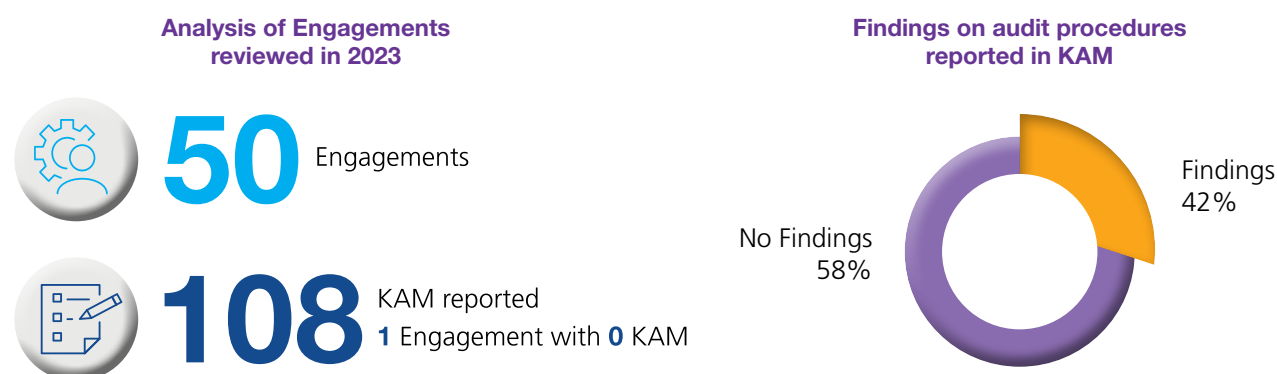 Analysis of Engagements
reviewed in 2023
50 Engagements
108 KAM reported
1 Engagement with 0 KAM
Findings on audit procedures
reported in KAM
Findings
42%
No Findings
58%